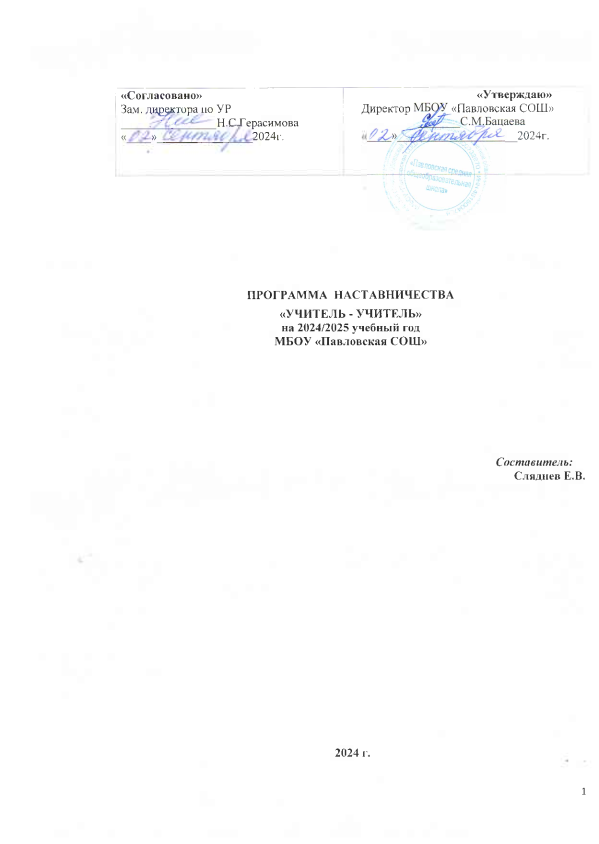 «Согласовано»
Зам. директора по УР
Н.С.Герасимова
«02» сентября 2024г.
«Утверждаю»
Директор МБОУ «Павловская СОШ»
С.М.Бацаева
«02» сентября 2024г.
«Павловская средняя
общеобразовательная
школа»
ПРОГРАММА НАСТАВНИЧЕСТВА
«УЧИТЕЛЬ - УЧИТЕЛЬ»
на 2024/2025 учебный год
МБОУ «Павловская СОШ»
Составитель:
Сляднев Е.В.
2024 г.
1